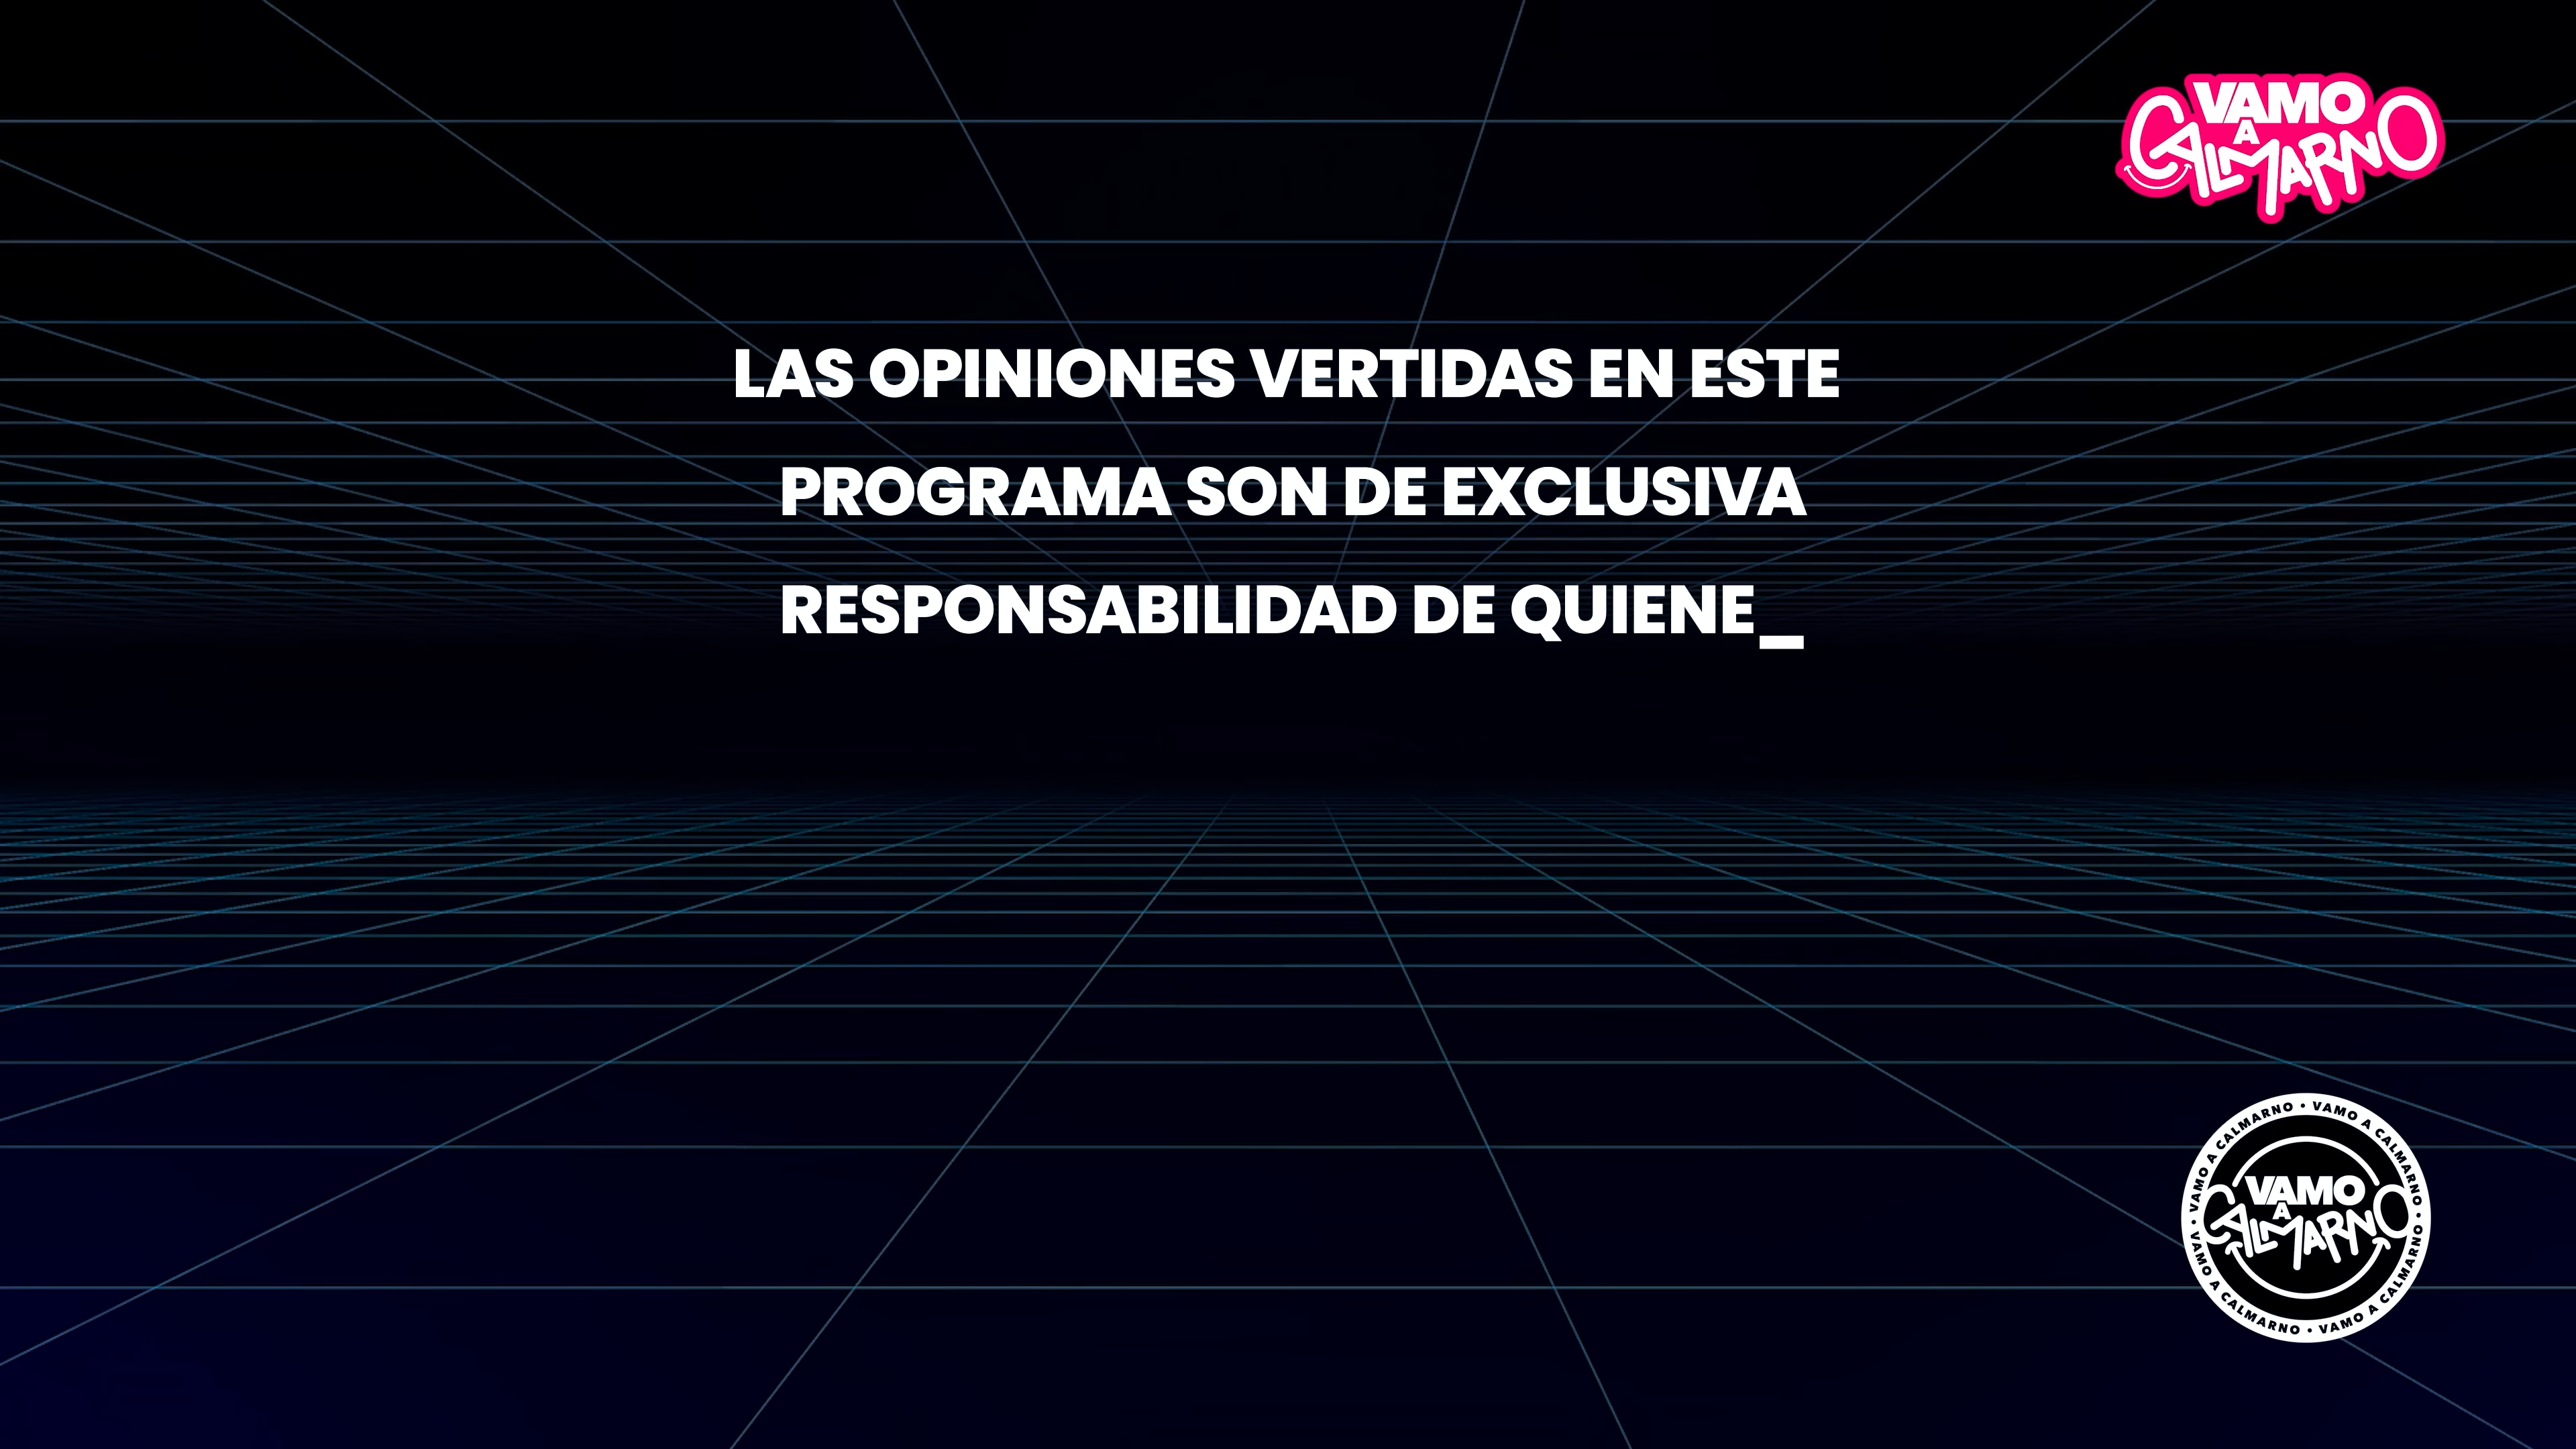 VAMO
A
CALMARNO
LAS OPINIONES VERTIDAS EN ESTE
PROGRAMA SON DE EXCLUSIVA
RESPONSABILIDAD DE QUIENE_
VAMO A CALMARNO • VAMO A CALMARNO • VAMO A CALMARNO • VAMO A CALMARNO •
VAMO
A
CALMARNO